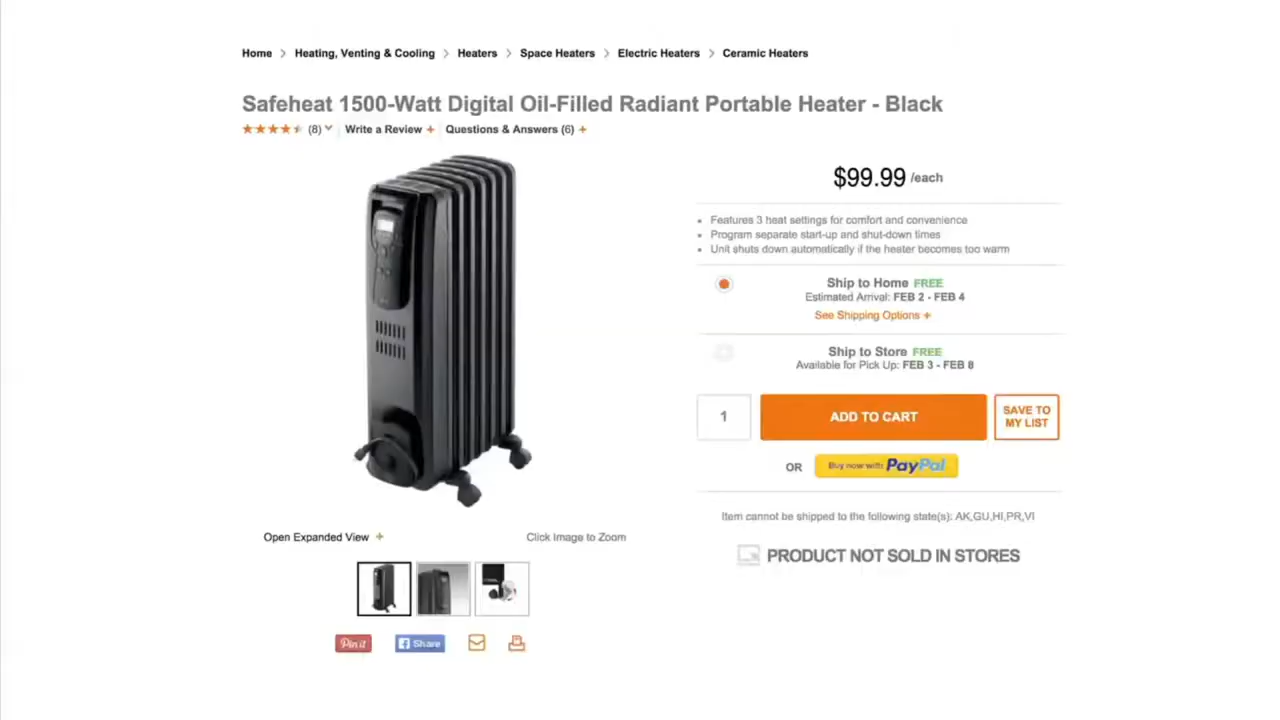 Home > Heating, Venting & Cooling > Heaters > Space Heaters > Electric Heaters > Ceramic Heaters
Safeheat 1500-Watt Digital Oil-Filled Radiant Portable Heater - Black
(8) Write a Review + Questions & Answers (6) +
$99.99 /each
Features 3 heat settings for comfort and convenience
Program separate start-up and shut-down times
Unit shuts down automatically if the heater becomes too warm
Ship to Home FREE
Estimated Arrival: FEB 2 - FEB 4
See Shipping Options +
Ship to Store FREE
Available for Pick Up: FEB 3 - FEB 8
1
ADD TO CART
SAVE TO
MY LIST
OR
Buy now with PayPal
Item cannot be shipped to the following state(s): AK,GU,HI,PR,VI
PRODUCT NOT SOLD IN STORES
Open Expanded View +
Click Image to Zoom
Pin it
Share